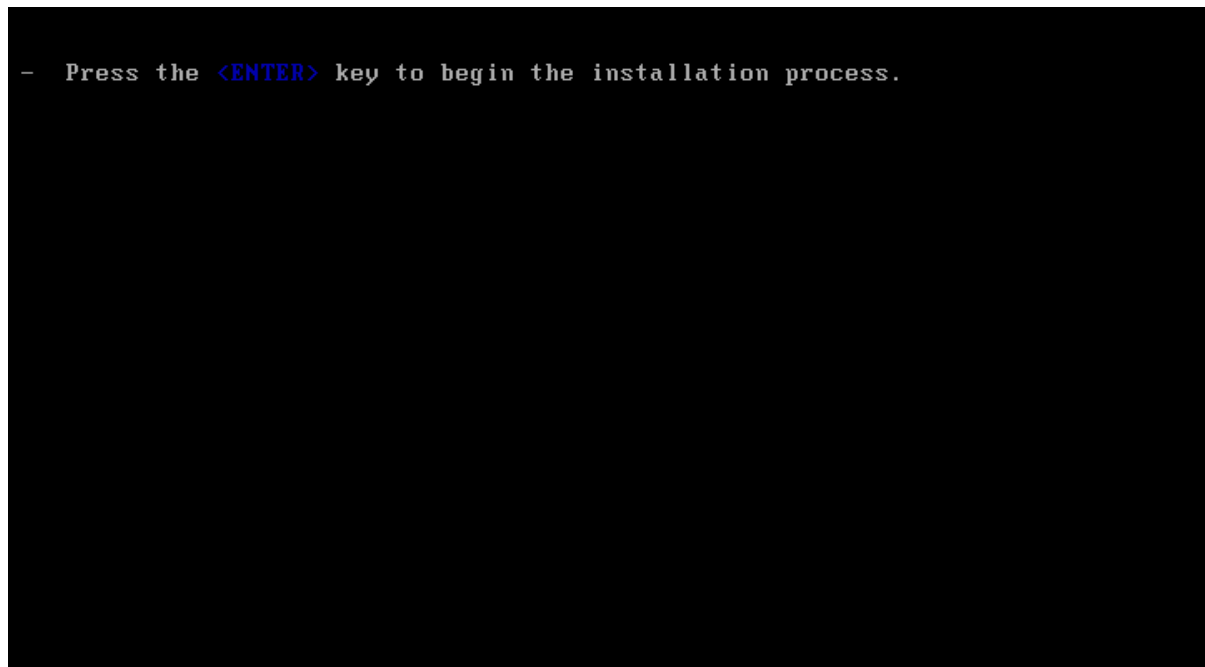 -  Press the <ENTER> key to begin the installation process.